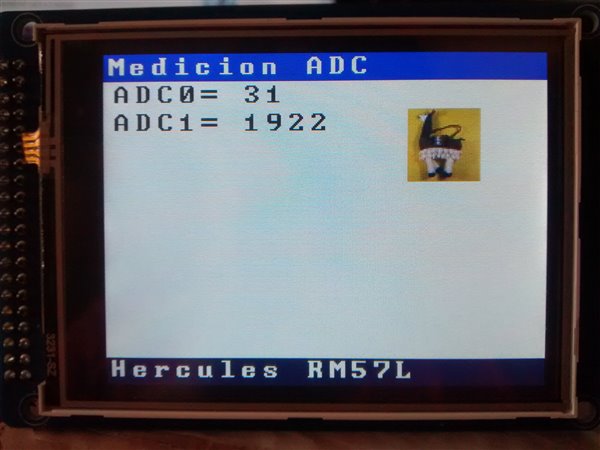 Medicion ADC
ADC0= 31
ADC1= 1922
Hercules RM57L